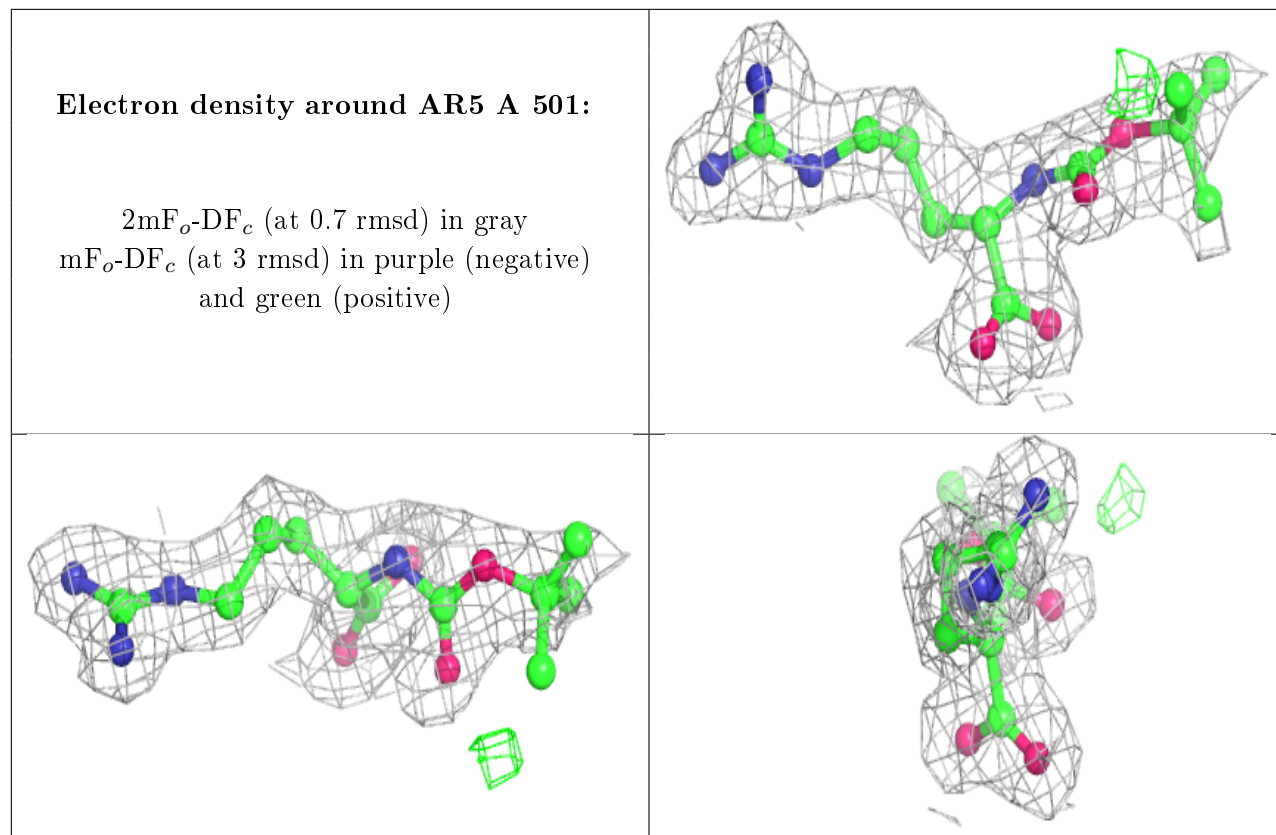 Electron density around AR5 A 501:
2mFₒ-DF𝒸 (at 0.7 rmsd) in gray
mFₒ-DF𝒸 (at 3 rmsd) in purple (negative)
and green (positive)